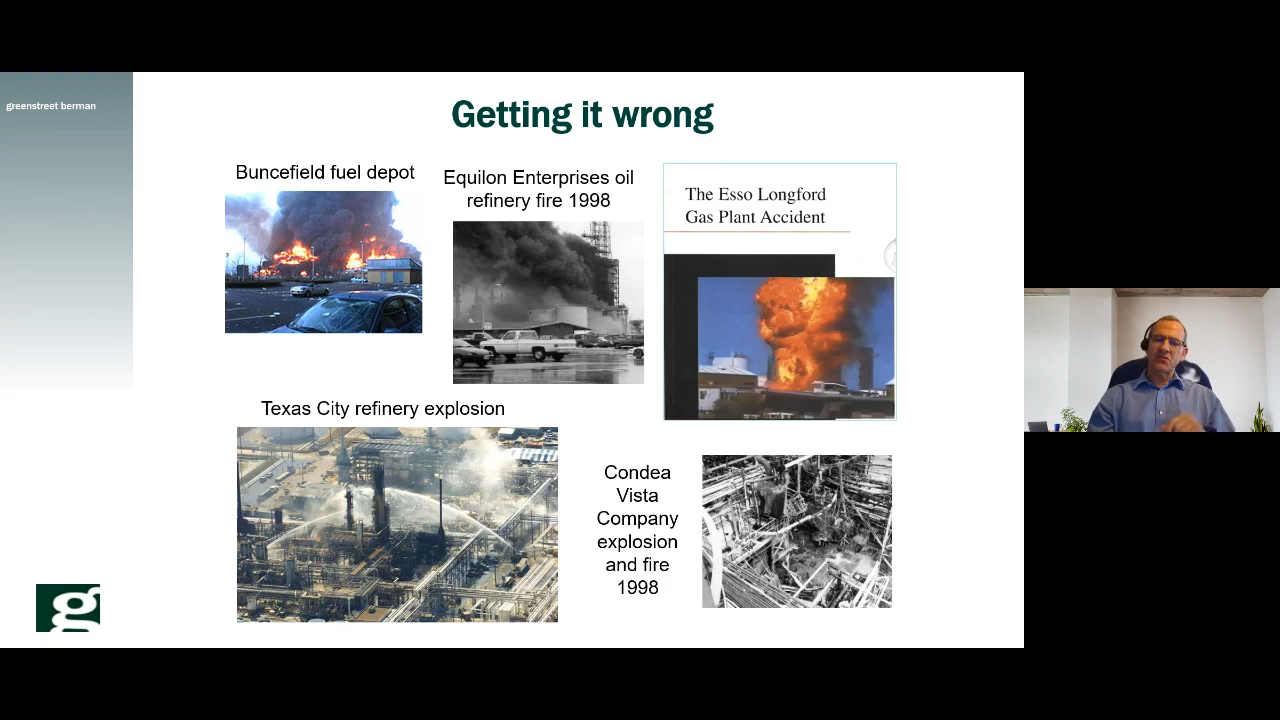 greenstreet berman
Getting it wrong
Buncefield fuel depot
Equilon Enterprises oil
refinery fire 1998
The Esso Longford
Gas Plant Accident
Texas City refinery explosion
Condea
Vista
Company
explosion
and fire
1998
g